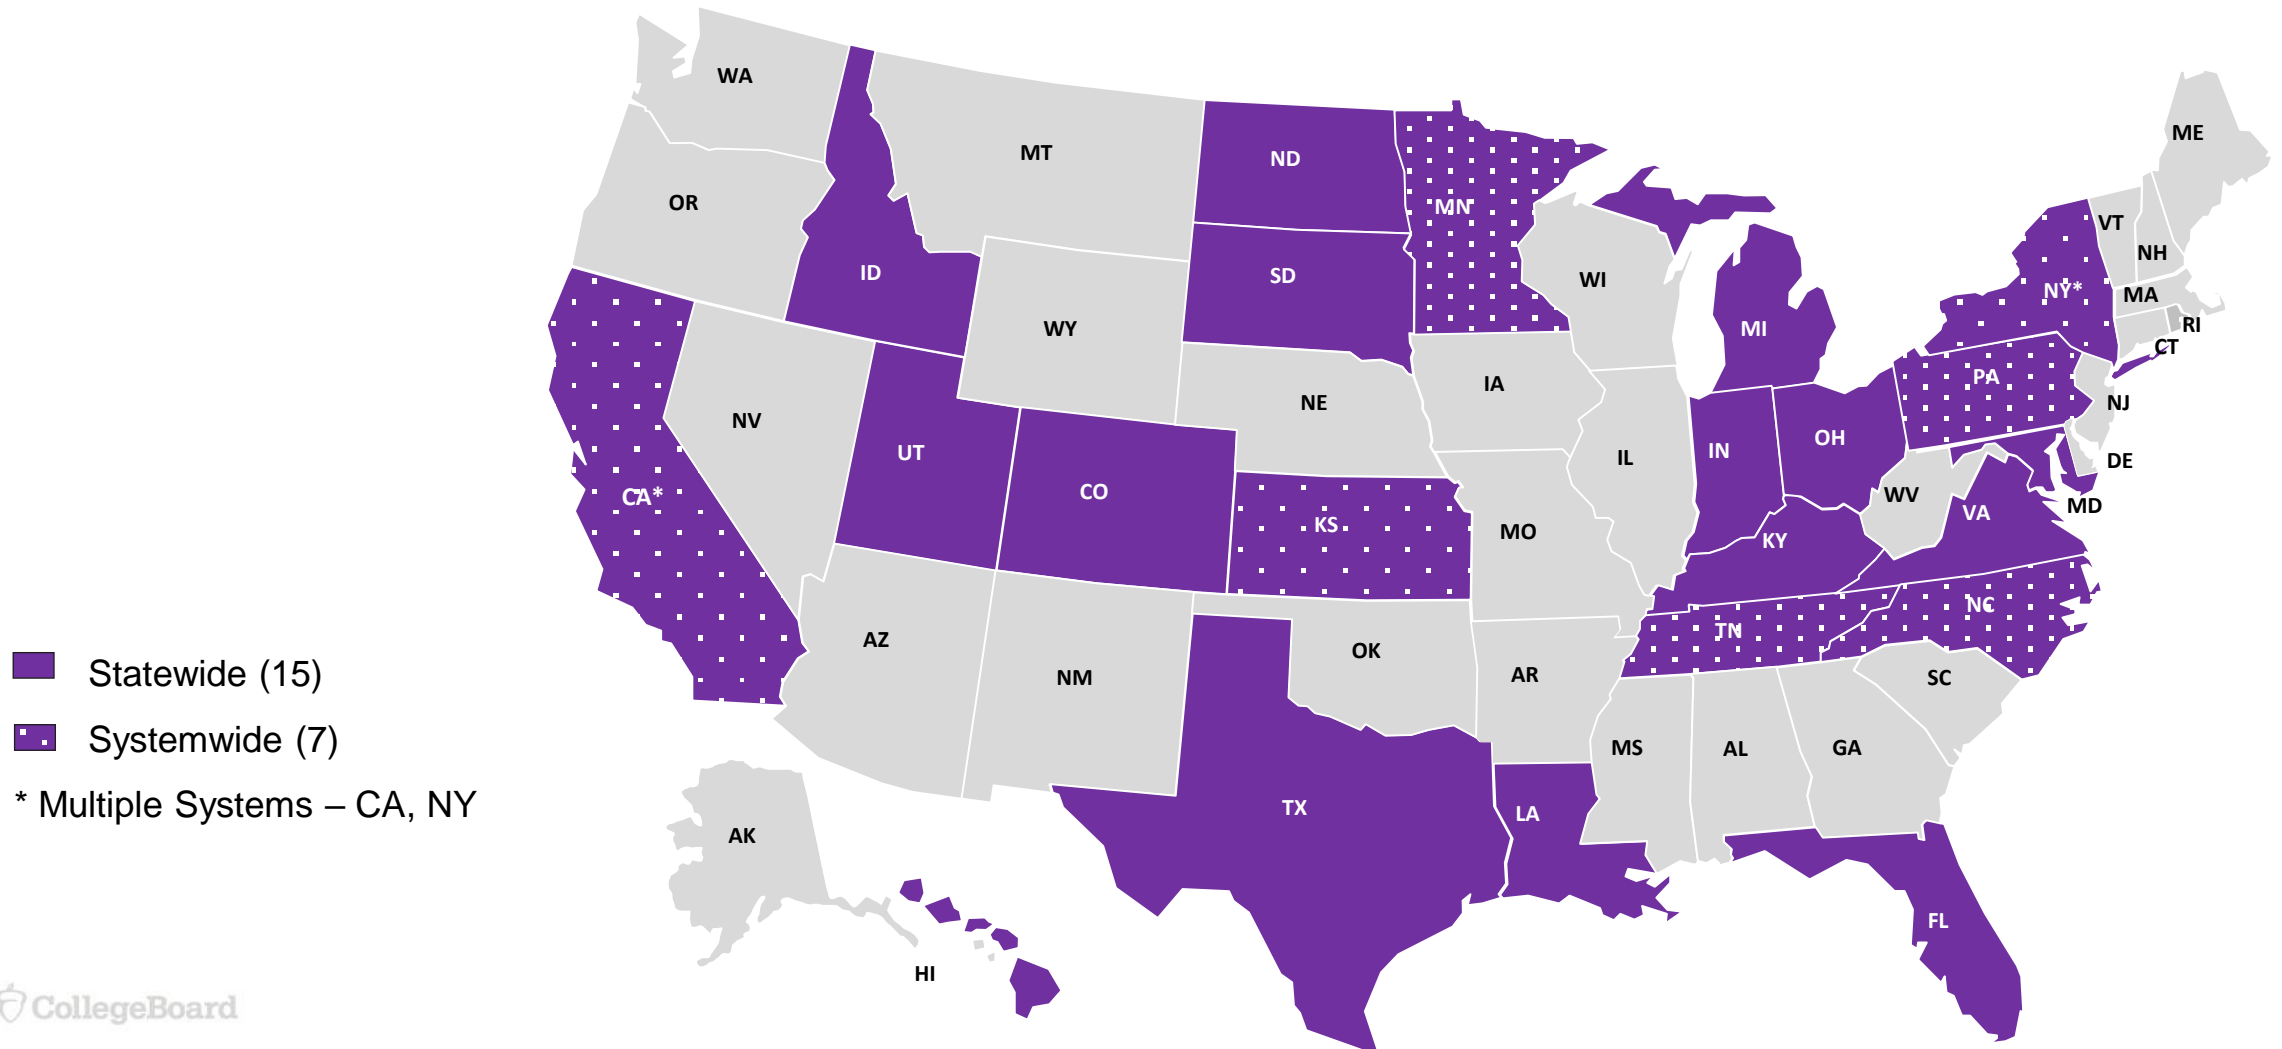 WA
ME
MT
ND
OR
MN
VT
NH
ID
SD
WI
NY*
MA
RI
WY
MI
CT
PA
IA
NE
NJ
NV
OH
UT
IN
IL
DE
CO
CA*
WV
MD
KS
MO
VA
KY
NC
TN
AZ
OK
Statewide (15)
NM
AR
SC
Systemwide (7)
MS
AL
GA
* Multiple Systems – CA, NY
TX
LA
AK
FL
HI
CollegeBoard